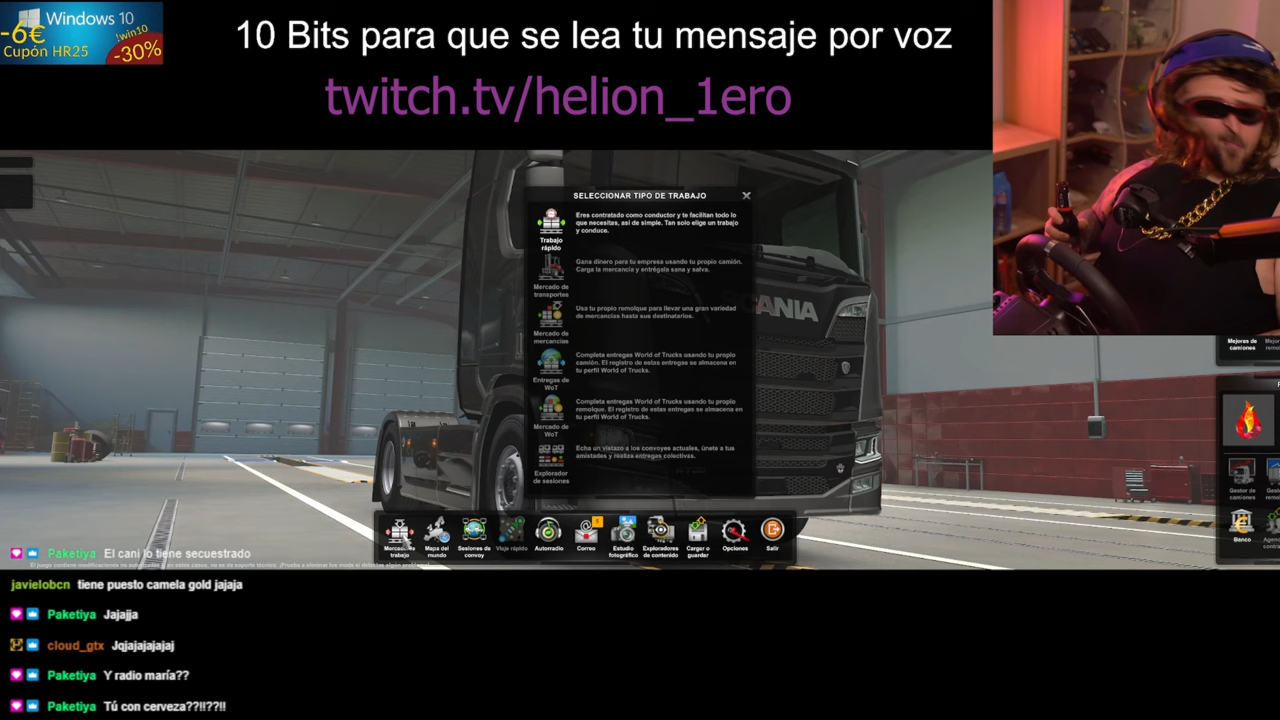 Windows 10
-6€
Cupón HR25
!win10
-30%
10 Bits para que se lea tu mensaje por voz
twitch.tv/helion_1ero
SELECCIONAR TIPO DE TRABAJO
Trabajo
rápido
Eres contratado como conductor y te facilitan todo lo
que necesitas, así de simple. Tan solo elige un trabajo
y conduce.
Mercado de
transportes
Gana dinero para tu empresa usando tu propio camión.
Carga la mercancía y entrégala sana y salva.
Mercado de
mercancías
Usa tu propio remolque para llevar una gran variedad
de mercancías hasta sus destinatarios.
Entregas de
WoT
Completa entregas World of Trucks usando tu propio
camión. El registro de estas entregas se almacena en
tu perfil World of Trucks.
Mercado de
WoT
Completa entregas World of Trucks usando tu propio
remolque. El registro de estas entregas se almacena en
tu perfil World of Trucks.
Explorador
de sesiones
Echa un vistazo a los convoyes actuales, únete a tus
amistades y realiza entregas colectivas.
CANIA
Mejores de
camiones
Gestor de
camiones
Banco
trabajo
Mapa del
mundo
Sesiones de
convoy
Viaje rápido
Autorradio
Correo
Estudio
fotográfico
Exploradores
de contenido
Cargar o
guardar
Opciones
Salir
Paketiya El cani lo tiene secuestrado
javielobcn tiene puesto camela gold jajaja
Paketiya Jajajja
cloud_gtx Jqjajajajajaj
Paketiya Y radio maría??
Paketiya Tú con cerveza??!!??!!